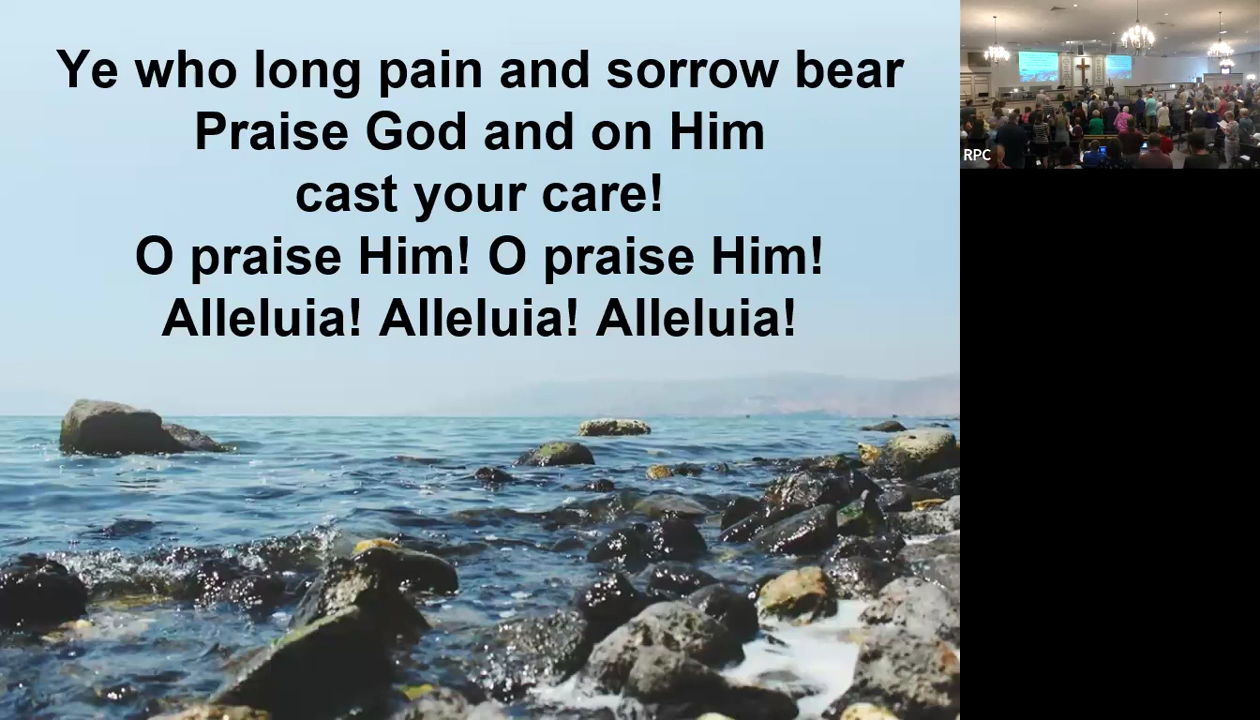 Ye who long pain and sorrow bear
Praise God and on Him
cast your care!
O praise Him! O praise Him!
Alleluia! Alleluia! Alleluia!
RPC